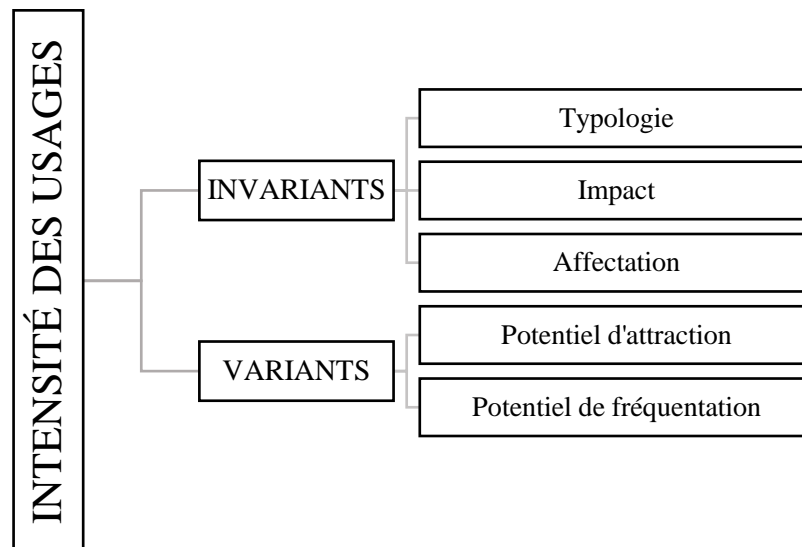 INTENSITÉ DES USAGES
INVARIANTS
Typologie
Impact
Affectation
VARIANTS
Potentiel d'attraction
Potentiel de fréquentation